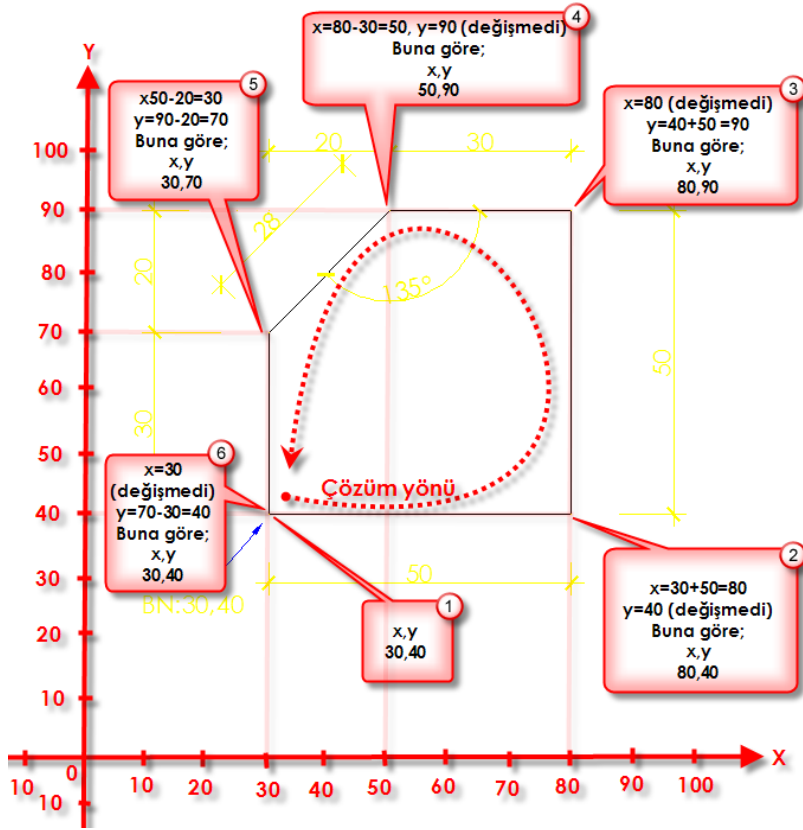 4
x=80-30=50, y=90 (değişmedi)
Buna göre;
x,y
50,90
Y
5
x50-20=30
y=90-20=70
Buna göre;
x,y
30,70
3
x=80 (değişmedi)
y=40+50 =90
Buna göre;
x,y
80,90
100
90
80
70
60
50
40
30
20
10
20
30
28
20
135°
50
30
6
x=30
(değişmedi)
y=70-30=40
Buna göre;
x,y
30,40
Çözüm yönü
BN:30,40
50
1
x,y
30,40
2
x=30+50=80
y=40 (değişmedi)
Buna göre;
x,y
80,40
X
10
0
10
20
30
40
50
60
70
80
90
100
10